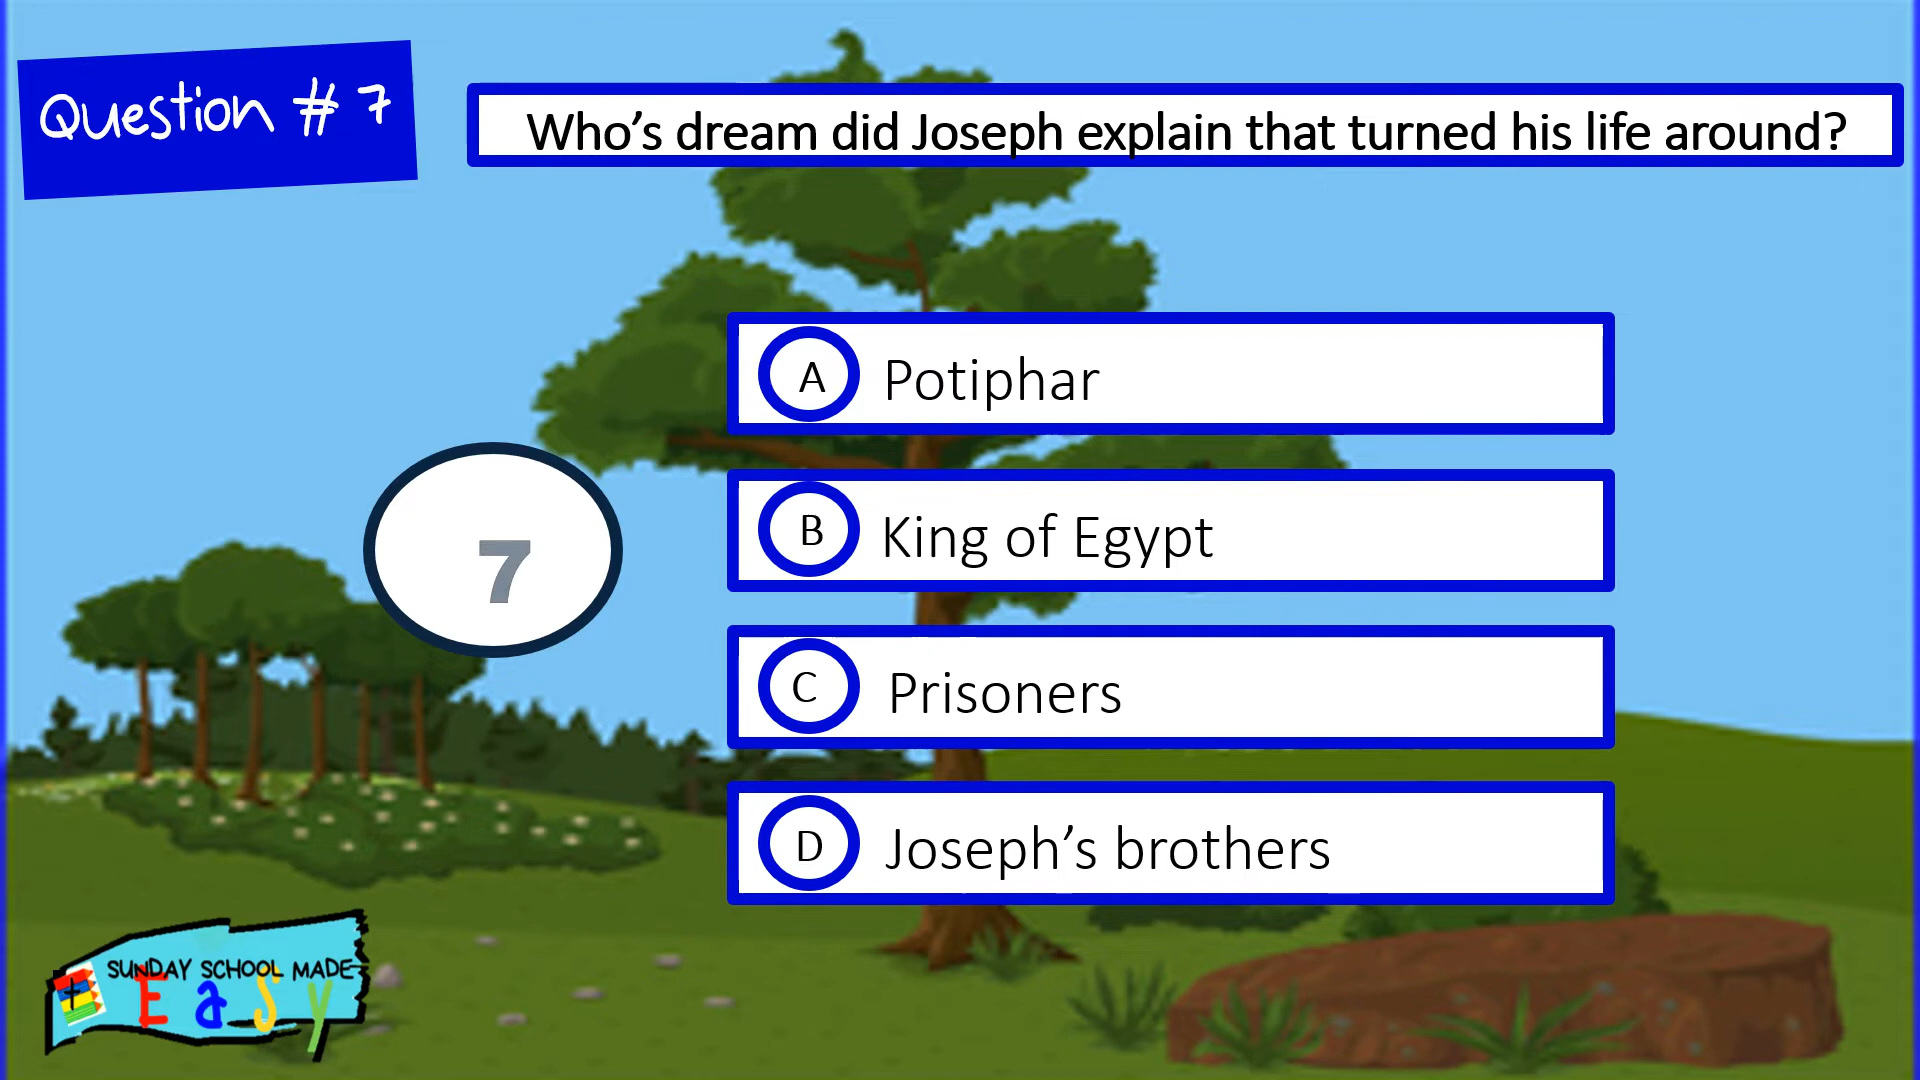 Question # 7
Who’s dream did Joseph explain that turned his life around?
A Potiphar
B King of Egypt
7
C Prisoners
D Joseph’s brothers
SUNDAY SCHOOL MADE
Easy